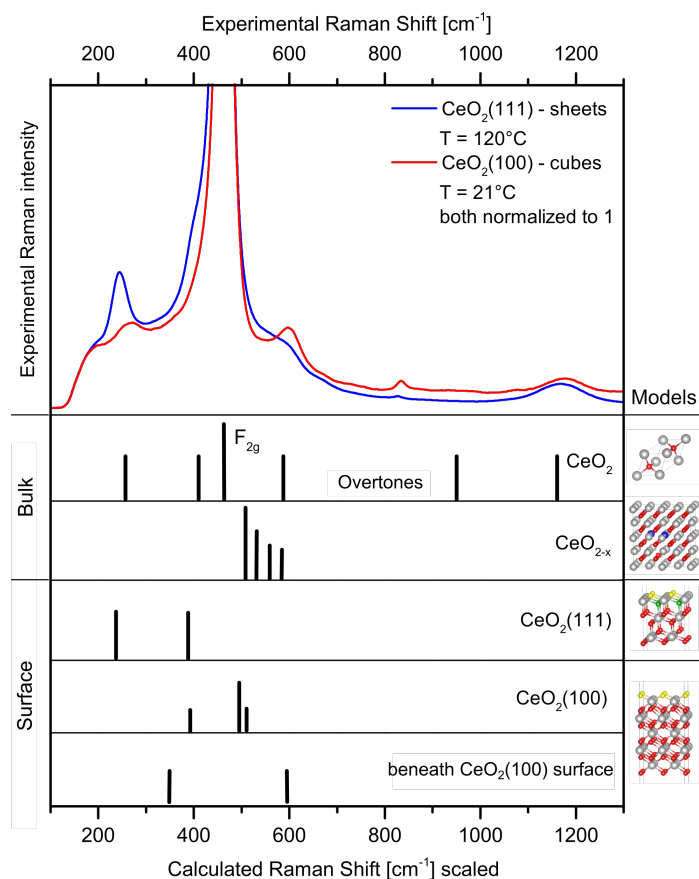 Experimental Raman Shift [cm⁻¹]
200 400 600 800 1000 1200
Experimental Raman intensity
CeO₂(111) - sheets
T = 120°C
CeO₂(100) - cubes
T = 21°C
both normalized to 1
Models
Bulk
F₂g
Overtones
CeO₂
CeO₂₋ₓ
Surface
CeO₂(111)
CeO₂(100)
beneath CeO₂(100) surface
200 400 600 800 1000 1200
Calculated Raman Shift [cm⁻¹] scaled